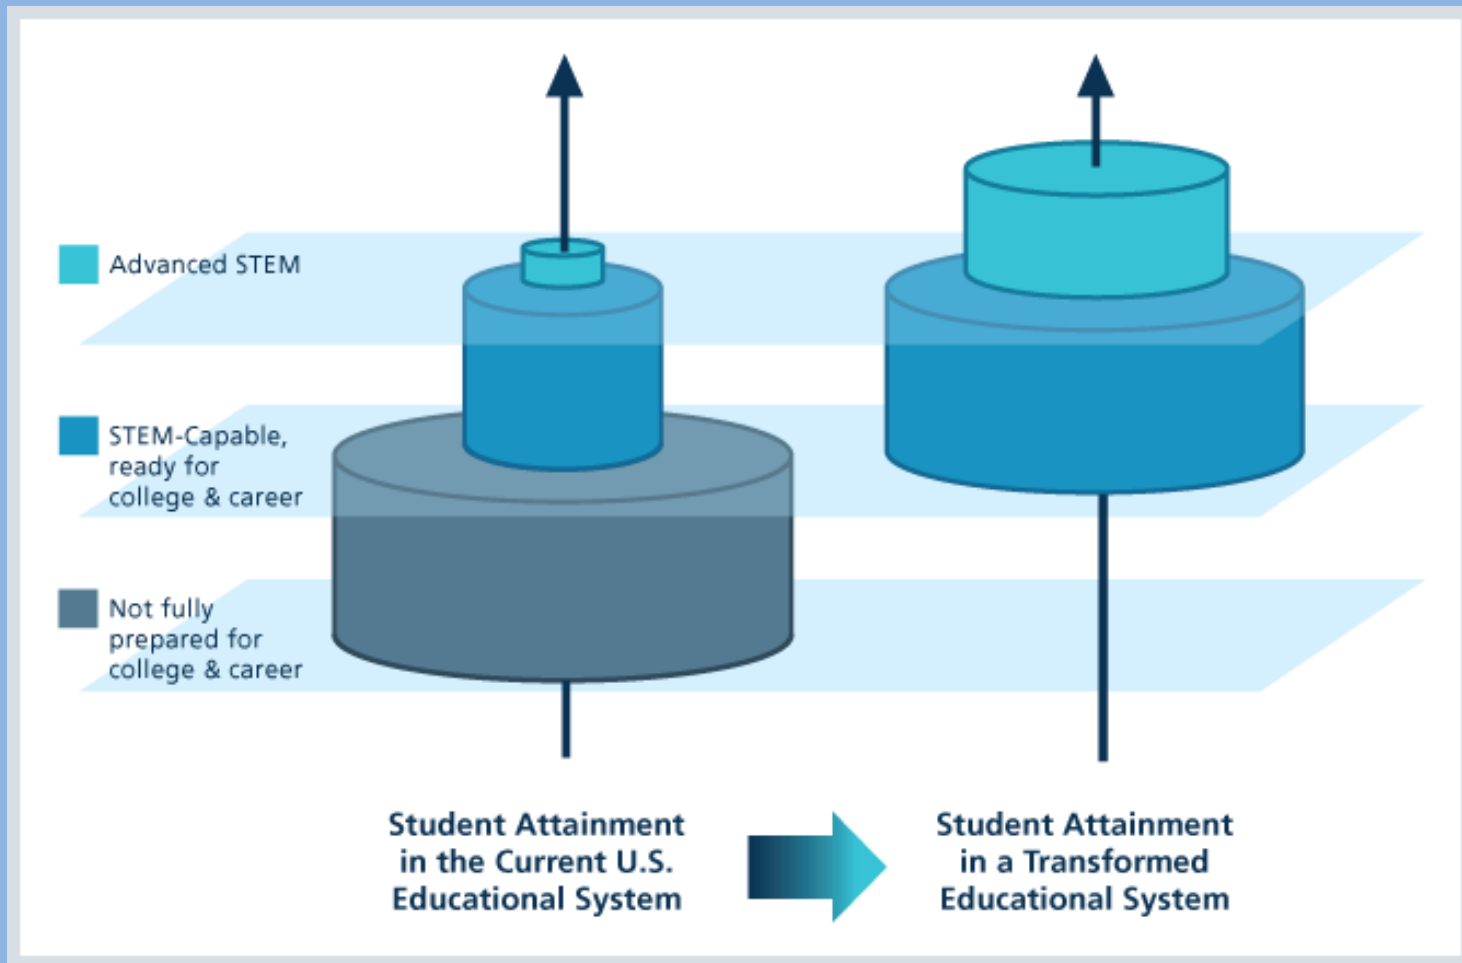 Advanced STEM
STEM-Capable,
ready for
college & career
Not fully
prepared for
college & career
Student Attainment
in the Current U.S.
Educational System
Student Attainment
in a Transformed
Educational System